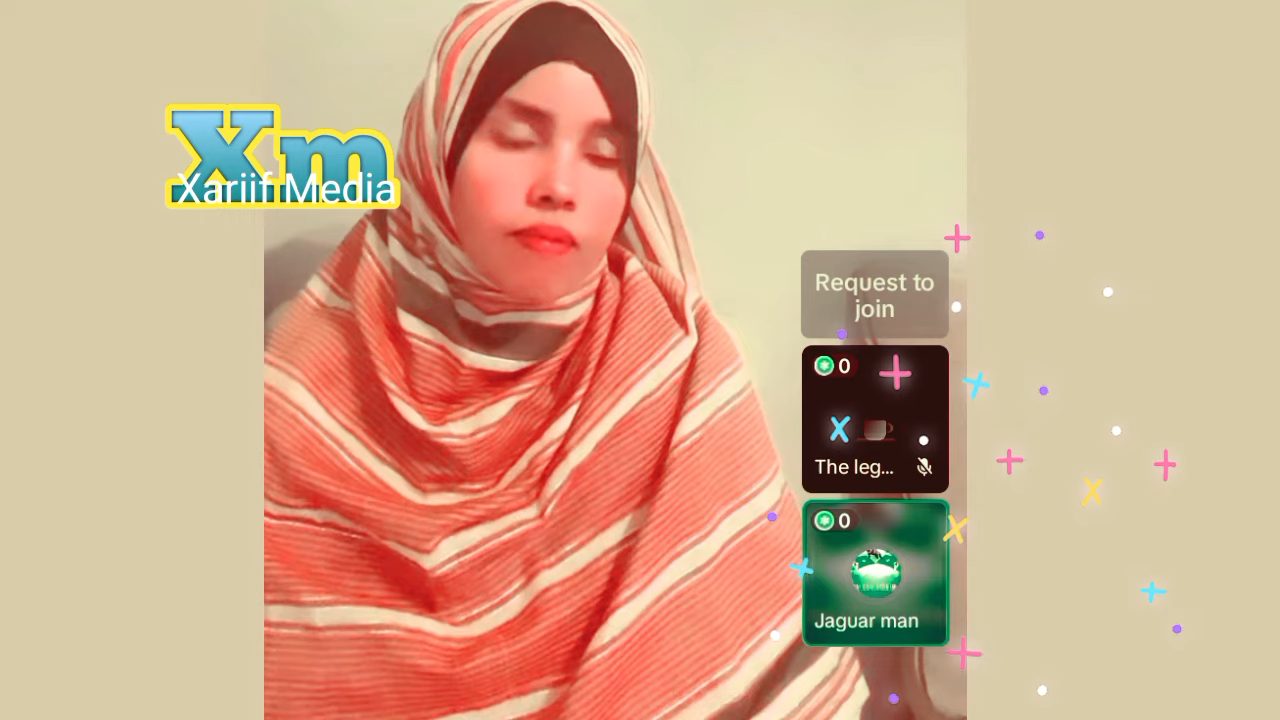 Xm
Xariif Media
Request to
join
0
The leg...
0
Jaguar man